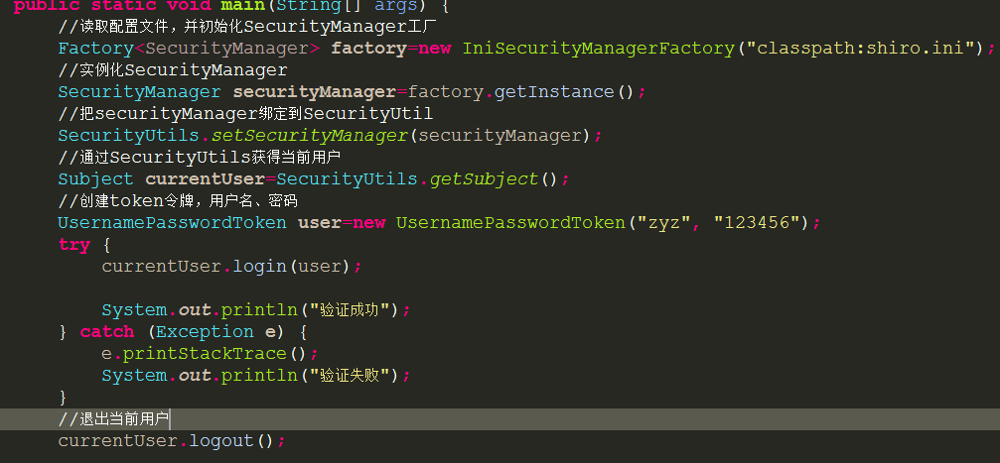 public static void main(String[] args) {
//读取配置文件，并初始化SecurityManager工厂
Factory<SecurityManager> factory=new IniSecurityManagerFactory("classpath:shiro.ini");
//实例化SecurityManager
SecurityManager securityManager=factory.getInstance();
//把securityManager绑定到SecurityUtil
SecurityUtils.setSecurityManager(securityManager);
//通过SecurityUtils获得当前用户
Subject currentUser=SecurityUtils.getSubject();
//创建token令牌，用户名、密码
UsernamePasswordToken user=new UsernamePasswordToken("zyz", "123456");
try {
currentUser.login(user);
System.out.println("验证成功");
} catch (Exception e) {
e.printStackTrace();
System.out.println("验证失败");
}
//退出当前用户
currentUser.logout();